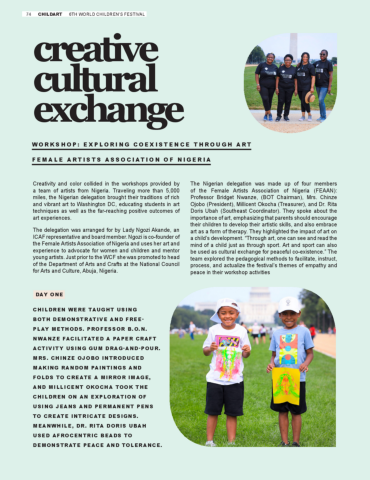 74 CHILDART 6TH WORLD CHILDREN'S FESTIVAL
creative
cultural
exchange
WORKSHOP: EXPLORING COEXISTENCE THROUGH ART
FEMALE ARTISTS ASSOCIATION OF NIGERIA
Creativity and color collided in the workshops provided by
a team of artists from Nigeria. Traveling more than 5,000
miles, the Nigerian delegation brought their traditions of rich
and vibrant art to Washington DC, educating students in art
techniques as well as the far-reaching positive outcomes of
art experiences.
The delegation was arranged for by Lady Ngozi Akande, an
ICAF representative and board member. Ngozi is co-founder of
the Female Artists Association of Nigeria and uses her art and
experience to advocate for women and children and mentor
young artists. Just prior to the WCF she was promoted to head
of the Department of Arts and Crafts at the National Council
for Arts and Culture, Abuja, Nigeria.
The Nigerian delegation was made up of four members
of the Female Artists Association of Nigeria (FEAAN):
Professor Bridget Nwanze, (BOT Chairman), Mrs. Chinze
Ojobo (President), Millicent Okocha (Treasurer), and Dr. Rita
Doris Ubah (Southeast Coordinator). They spoke about the
importance of art, emphasizing that parents should encourage
their children to develop their artistic skills, and also embrace
art as a form of therapy. They highlighted the impact of art on
a child's development. "Through art, one can see and read the
mind of a child just as through sport. Art and sport can also
be used as cultural exchange for peaceful co-existence." The
team explored the pedagogical methods to facilitate, instruct,
process, and actualize the festival's themes of empathy and
peace in their workshop activities
DAY ONE
CHILDREN WERE TAUGHT USING
BOTH DEMONSTRATIVE AND FREE-
PLAY METHODS. PROFESSOR B.O.N.
NWANZE FACILITATED A PAPER CRAFT
ACTIVITY USING GUM DRAG-AND-POUR.
MRS. CHINZE OJOBO INTRODUCED
MAKING RANDOM PAINTINGS AND
FOLDS TO CREATE A MIRROR IMAGE,
AND MILLICENT OKOCHA TOOK THE
CHILDREN ON AN EXPLORATION OF
USING JEANS AND PERMANENT PENS
TO CREATE INTRICATE DESIGNS.
MEANWHILE, DR. RITA DORIS UBAH
USED AFROCENTRIC BEADS TO
DEMONSTRATE PEACE AND TOLERANCE.